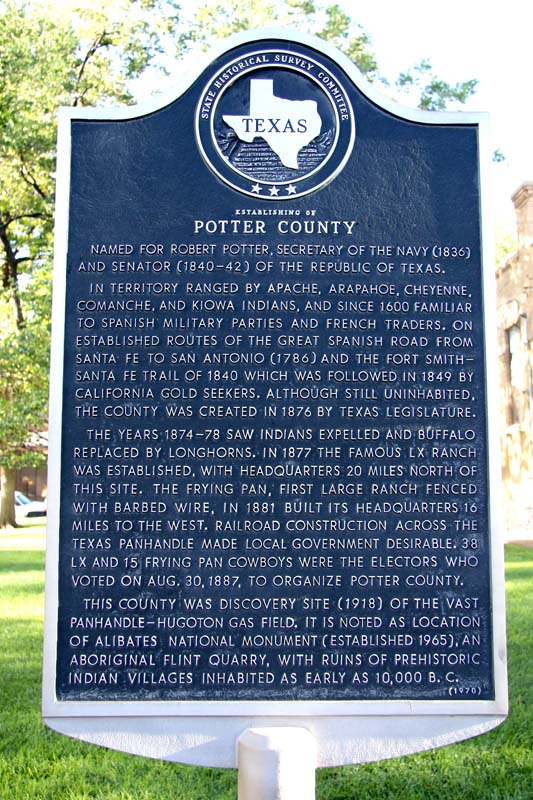 STATE HISTORICAL SURVEY COMMITTEE
TEXAS
ESTABLISHING OF
POTTER COUNTY
NAMED FOR ROBERT POTTER, SECRETARY OF THE NAVY (1836)
AND SENATOR (1840-42) OF THE REPUBLIC OF TEXAS.
IN TERRITORY RANGED BY APACHE, ARAPAHOE, CHEYENNE,
COMANCHE, AND KIOWA INDIANS, AND SINCE 1600 FAMILIAR
TO SPANISH MILITARY PARTIES AND FRENCH TRADERS. ON
ESTABLISHED ROUTES OF THE GREAT SPANISH ROAD FROM
SANTA FE TO SAN ANTONIO (1786) AND THE FORT SMITH-
SANTA FE TRAIL OF 1840 WHICH WAS FOLLOWED IN 1849 BY
CALIFORNIA GOLD SEEKERS. ALTHOUGH STILL UNINHABITED,
THE COUNTY WAS CREATED IN 1876 BY TEXAS LEGISLATURE.
THE YEARS 1874-78 SAW INDIANS EXPELLED AND BUFFALO
REPLACED BY LONGHORNS. IN 1877 THE FAMOUS LX RANCH
WAS ESTABLISHED, WITH HEADQUARTERS 20 MILES NORTH OF
THIS SITE. THE FRYING PAN, FIRST LARGE RANCH FENCED
WITH BARBED WIRE, IN 1881 BUILT ITS HEADQUARTERS 16
MILES TO THE WEST. RAILROAD CONSTRUCTION ACROSS THE
TEXAS PANHANDLE MADE LOCAL GOVERNMENT DESIRABLE. 38
LX AND 15 FRYING PAN COWBOYS WERE THE ELECTORS WHO
VOTED ON AUG. 30, 1887, TO ORGANIZE POTTER COUNTY.
THIS COUNTY WAS DISCOVERY SITE (1918) OF THE VAST
PANHANDLE-HUGOTON GAS FIELD. IT IS NOTED AS LOCATION
OF ALIBATES NATIONAL MONUMENT (ESTABLISHED 1965), AN
ABORIGINAL FLINT QUARRY, WITH RUINS OF PREHISTORIC
INDIAN VILLAGES INHABITED AS EARLY AS 10,000 B.C.
(1970)